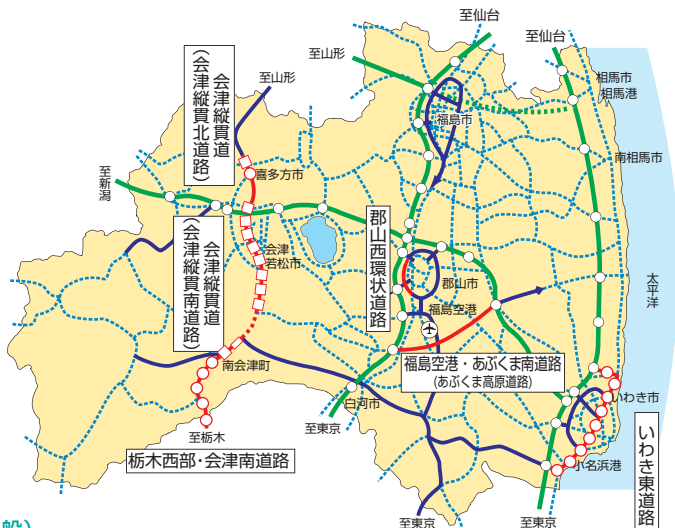 至仙台
至仙台
至山形
相馬市
相馬港
会津縦貫道
(会津縦貫北道路)
至山形
福島市
南相馬市
喜多方市
至新潟
会津縦貫道
(会津縦貫南道路)
会津
若松市
郡山西環状道路
郡山市
福島空港
太平洋
福島空港・あぶくま南道路
(あぶくま高原道路)
南会津町
白河市
いわき市
至栃木
至東京
栃木西部・会津南道路
小名浜港
いわき東道路
至東京
至東京
般)